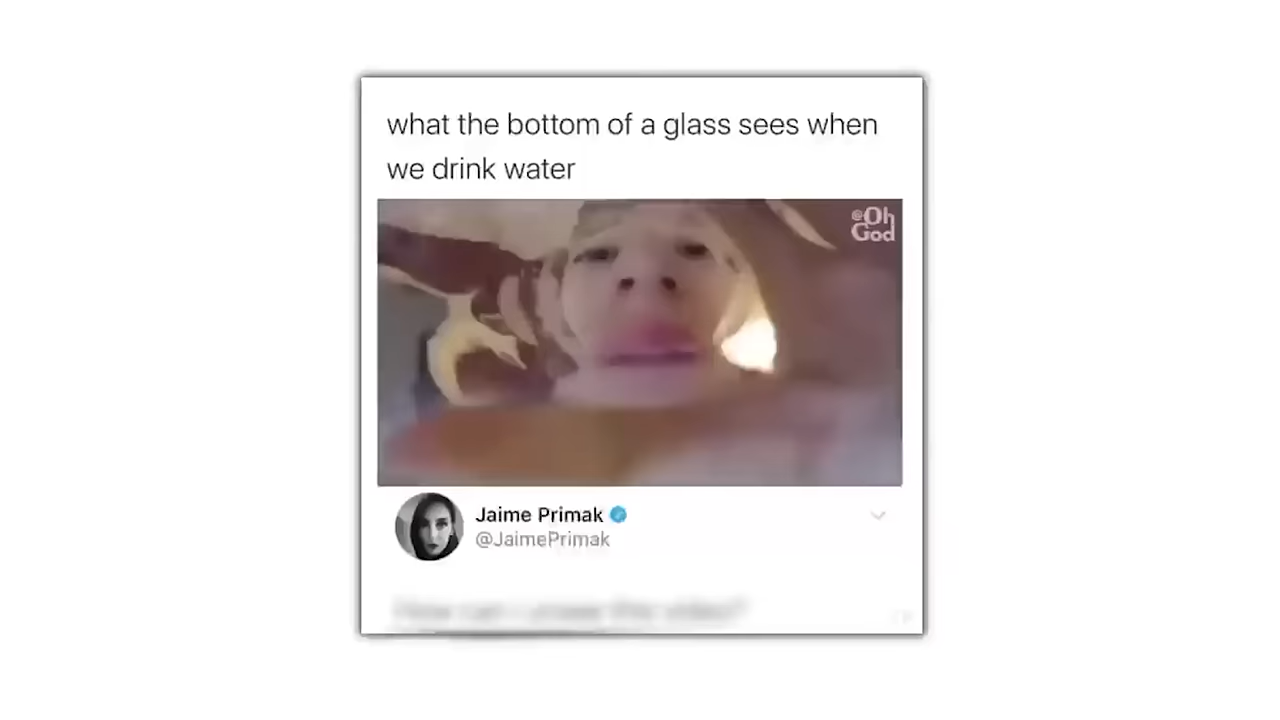 what the bottom of a glass sees when
we drink water
@Oh
God
Jaime Primak
@JaimePrimak